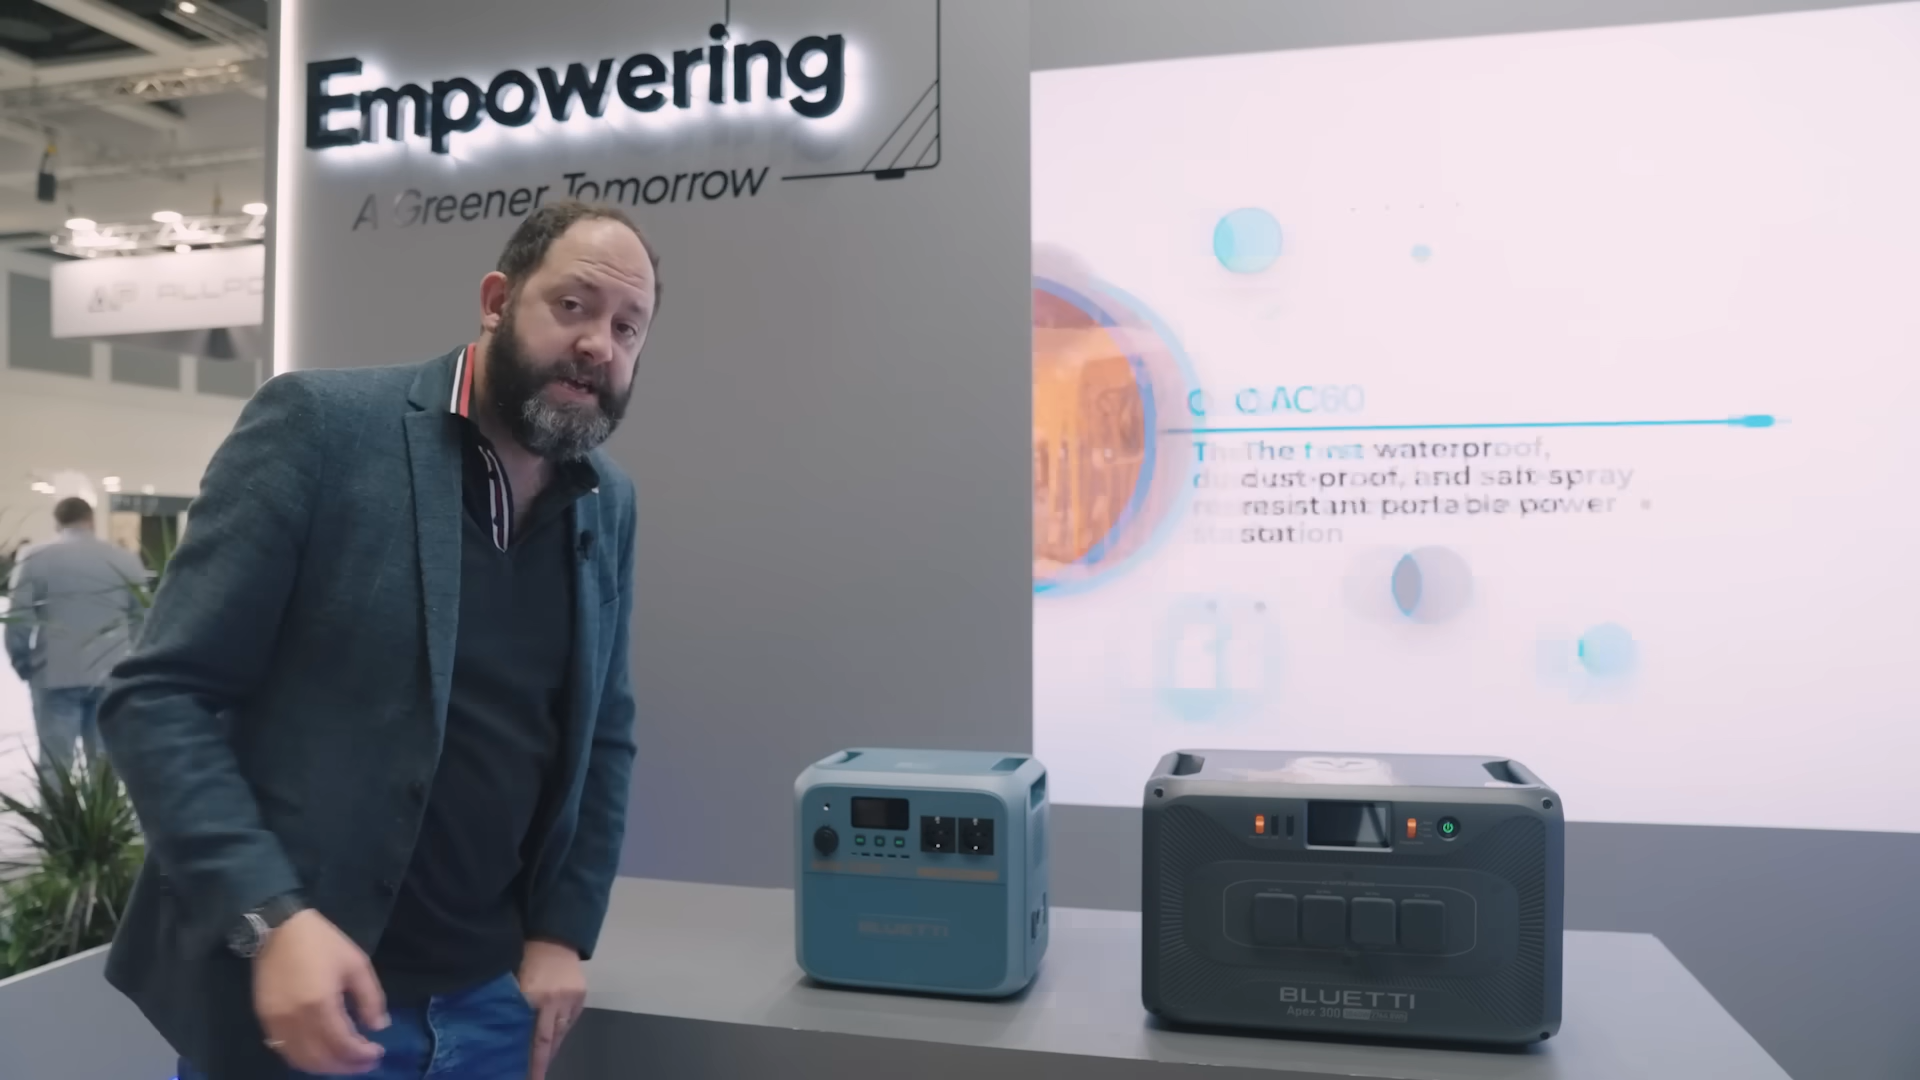 Empowering
A Greener Tomorrow
AC60
The first waterproof,
dust-proof, and salt-spray
resistant portable power
station
BLUETTI
BLUETTI
Apex 300